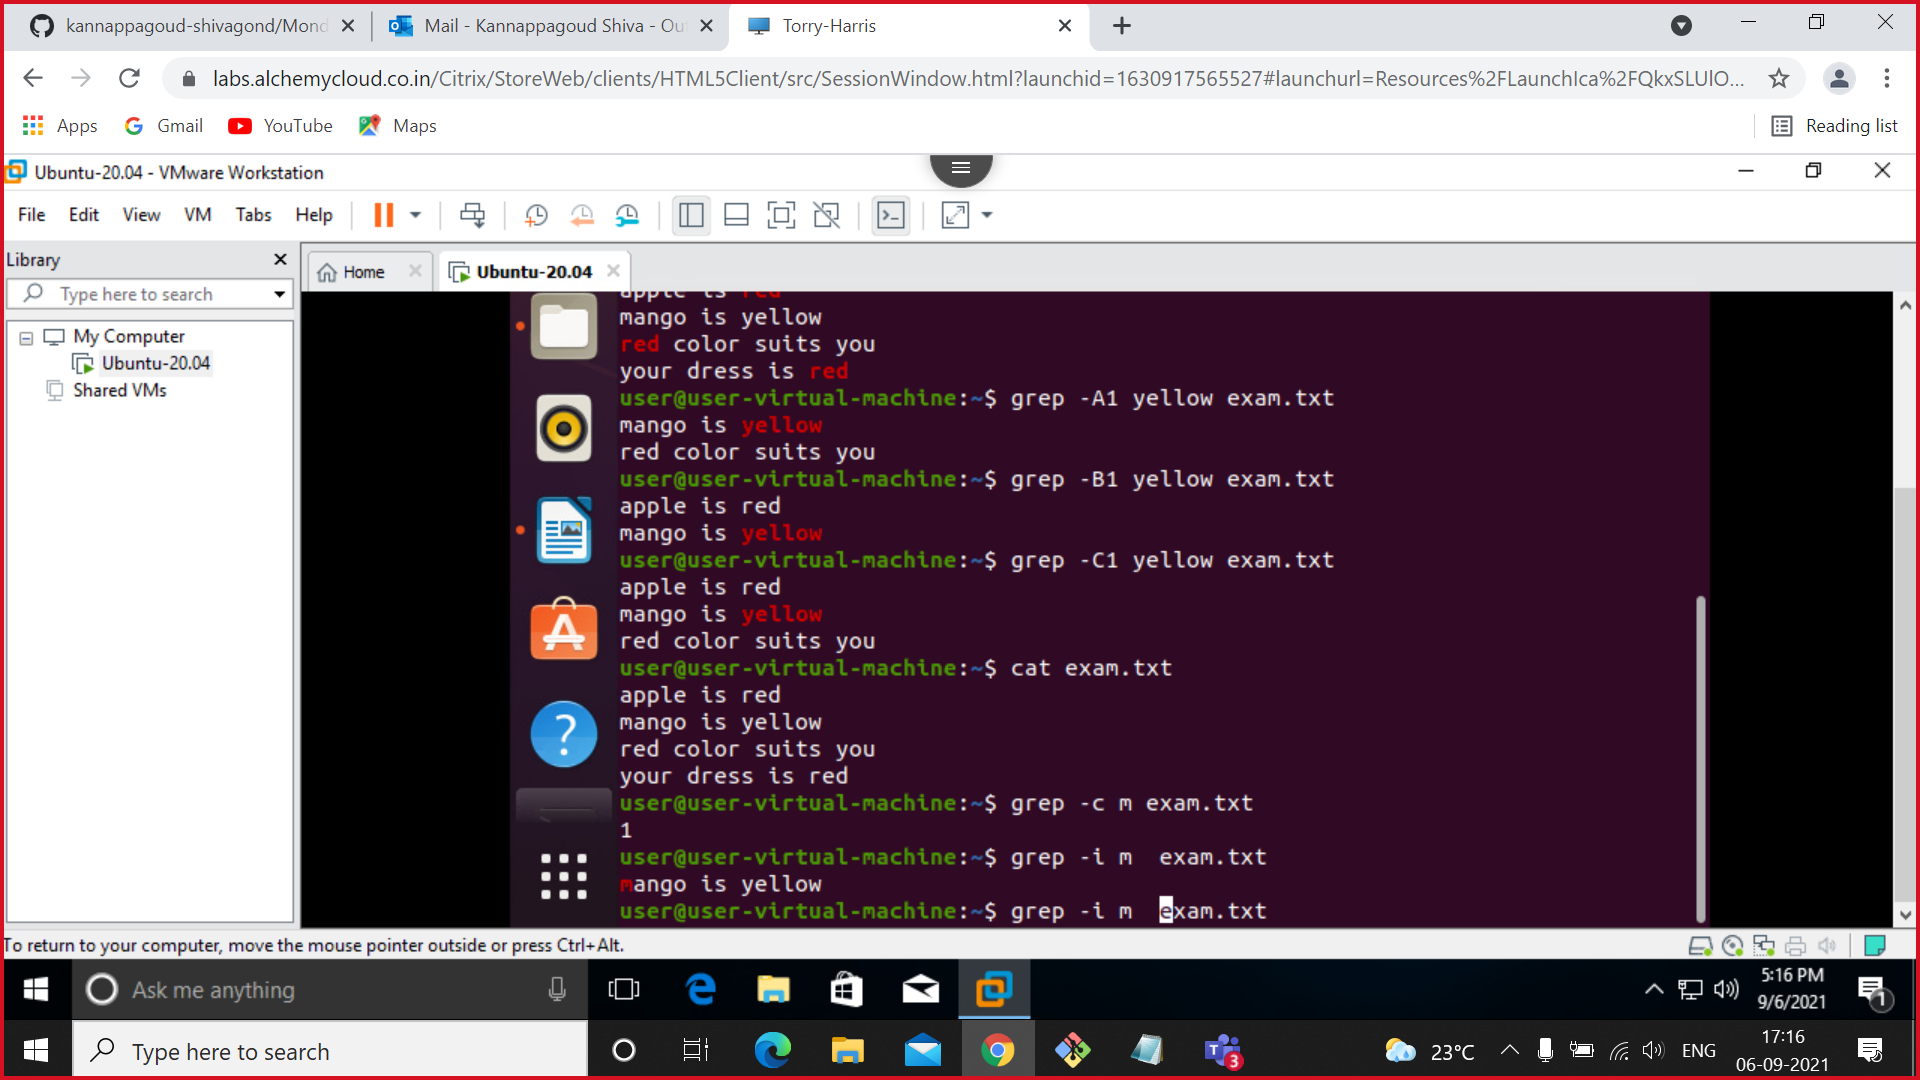 kannappagoud-shivagond/Mond
Mail - Kannappagoud Shiva - Out
Torry-Harris
labs.alchemycloud.co.in/Citrix/StoreWeb/clients/HTML5Client/src/SessionWindow.html?launchid=1630917565527#launchurl=Resources%2FLaunchIca%2FQkxSLUlO...
Apps
Gmail
YouTube
Maps
Reading list
Ubuntu-20.04 - VMware Workstation
File Edit View VM Tabs Help
Library
Type here to search
My Computer
Ubuntu-20.04
Shared VMs
Home
Ubuntu-20.04
apple is red
mango is yellow
red color suits you
your dress is red
user@user-virtual-machine:~$ grep -A1 yellow exam.txt
mango is yellow
red color suits you
user@user-virtual-machine:~$ grep -B1 yellow exam.txt
apple is red
mango is yellow
user@user-virtual-machine:~$ grep -C1 yellow exam.txt
apple is red
mango is yellow
red color suits you
user@user-virtual-machine:~$ cat exam.txt
apple is red
mango is yellow
red color suits you
your dress is red
user@user-virtual-machine:~$ grep -c m exam.txt
1
user@user-virtual-machine:~$ grep -i m  exam.txt
mango is yellow
user@user-virtual-machine:~$ grep -i m  exam.txt
To return to your computer, move the mouse pointer outside or press Ctrl+Alt.
Ask me anything
5:16 PM
9/6/2021
1
Type here to search
3
23°C
ENG
17:16
06-09-2021